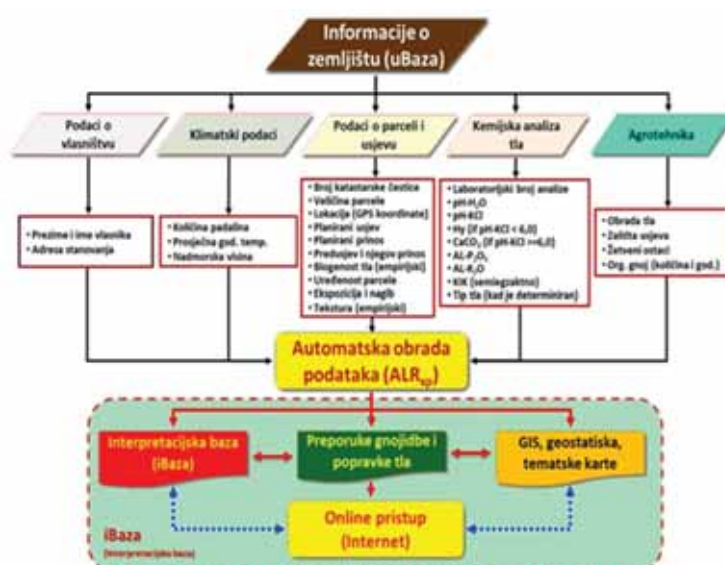 Informacije o
zemljištu (uBaza)
Podaci o
vlasništvu
Klimatski podaci
Podaci o parceli i
usjevu
Kemijska analiza
tla
Agrotehnika
• Prezime i ime vlasnika
• Adresa stanovanja
• Količina padalina
• Prosječna god. temp.
• Nadmorska visina
• Broj katastarske čestice
• Veličina parcele
• Lokacija (GPS koordinate)
• Planirani usjev
• Planirani prinos
• Predusjev i njegov prinos
• Biogenost tla (empirijski)
• Uređenost parcele
• Ekspozicija i nagib
• Tekstura (empirijski)
• Laboratorijski broj analize
• pH-H₂O
• pH-KCl
• Hy (if pH-KCl < 6,0)
• CaCO₃ (if pH-KCl >=6,0)
• AL-P₂O₅
• AL-K₂O
• KIK (semiegzaktno)
• Tip tla (kad je determiniran)
• Obrada tla
• Zaštita usjeva
• Žetveni ostaci
• Org. gnoj (količina i god.)
Automatska obrada
podataka (ALRxp)
Interpretacijska baza
(iBaza)
Preporuke gnojidbe i
popravke tla
GIS, geostatiska,
tematske karte
Online pristup
(Internet)
iBaza
(Interpretacijska baza)